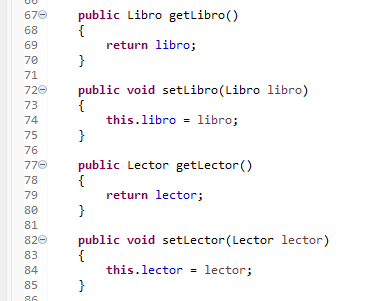 67 public Libro getLibro()
68 {
69 return libro;
70 }
71
72 public void setLibro(Libro libro)
73 {
74 this.libro = libro;
75 }
76
77 public Lector getLector()
78 {
79 return lector;
80 }
81
82 public void setLector(Lector lector)
83 {
84 this.lector = lector;
85 }